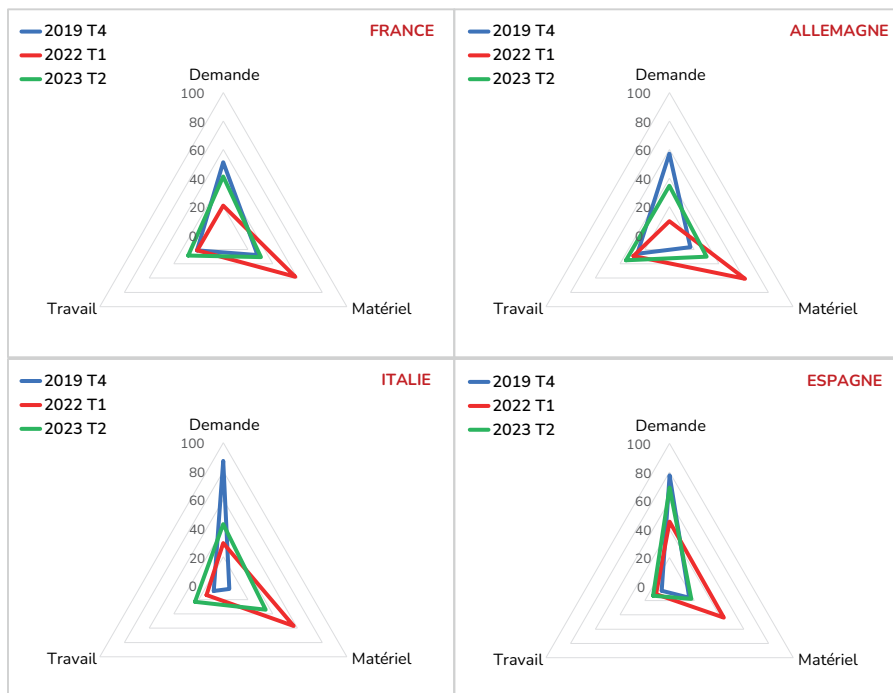 2019 T4
2022 T1
2023 T2
FRANCE
Demande
100
80
60
40
20
0
Travail
Matériel
2019 T4
2022 T1
2023 T2
ALLEMAGNE
Demande
100
80
60
40
20
0
Travail
Matériel
2019 T4
2022 T1
2023 T2
ITALIE
Demande
100
80
60
40
20
0
Travail
Matériel
2019 T4
2022 T1
2023 T2
ESPAGNE
Demande
100
80
60
40
20
0
Travail
Matériel